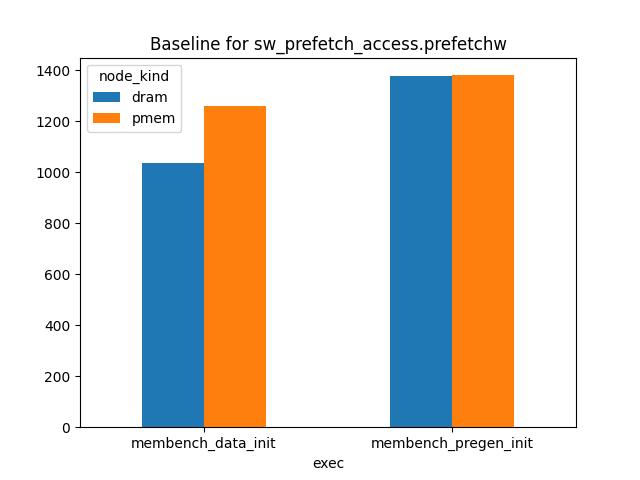 Baseline for sw_prefetch_access.prefetchw
1400
1200
1000
800
600
400
200
0
node_kind
dram
pmem
membench_data_init
membench_pregen_init
exec